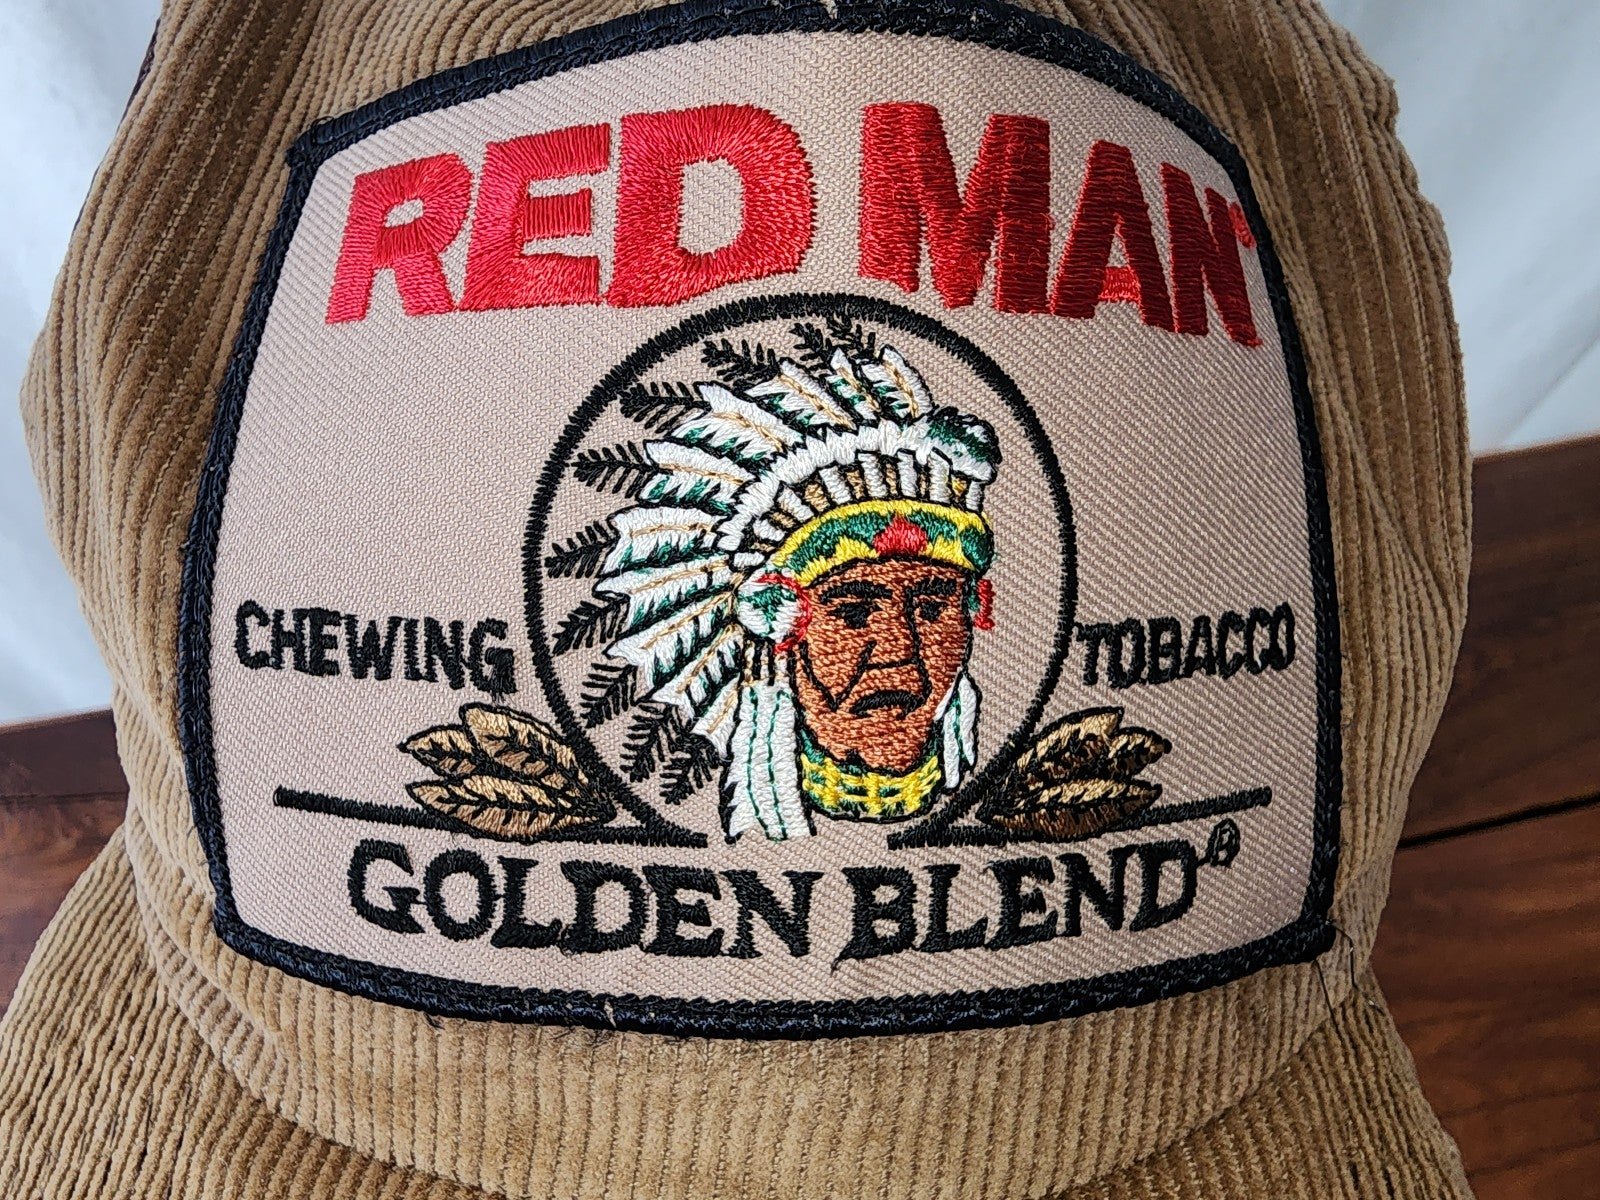 RED MAN®
CHEWING TOBACCO
GOLDEN BLEND®